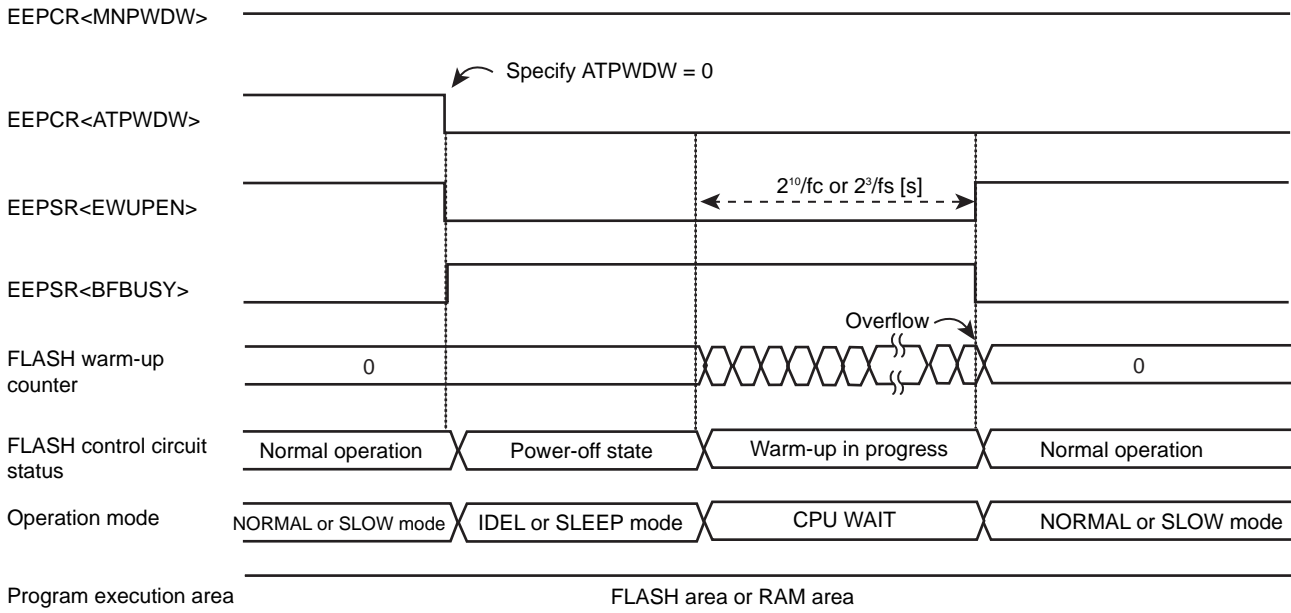 EEPCR<MNPWDW>
Specify ATPWDW = 0
EEPCR<ATPWDW>
2¹⁰/fc or 2³/fs [s]
EEPSR<EWUPEN>
EEPSR<BFBUSY>
Overflow
FLASH warm-up
counter
0
0
FLASH control circuit
status
Normal operation
Power-off state
Warm-up in progress
Normal operation
Operation mode
NORMAL or SLOW mode
IDEL or SLEEP mode
CPU WAIT
NORMAL or SLOW mode
Program execution area
FLASH area or RAM area